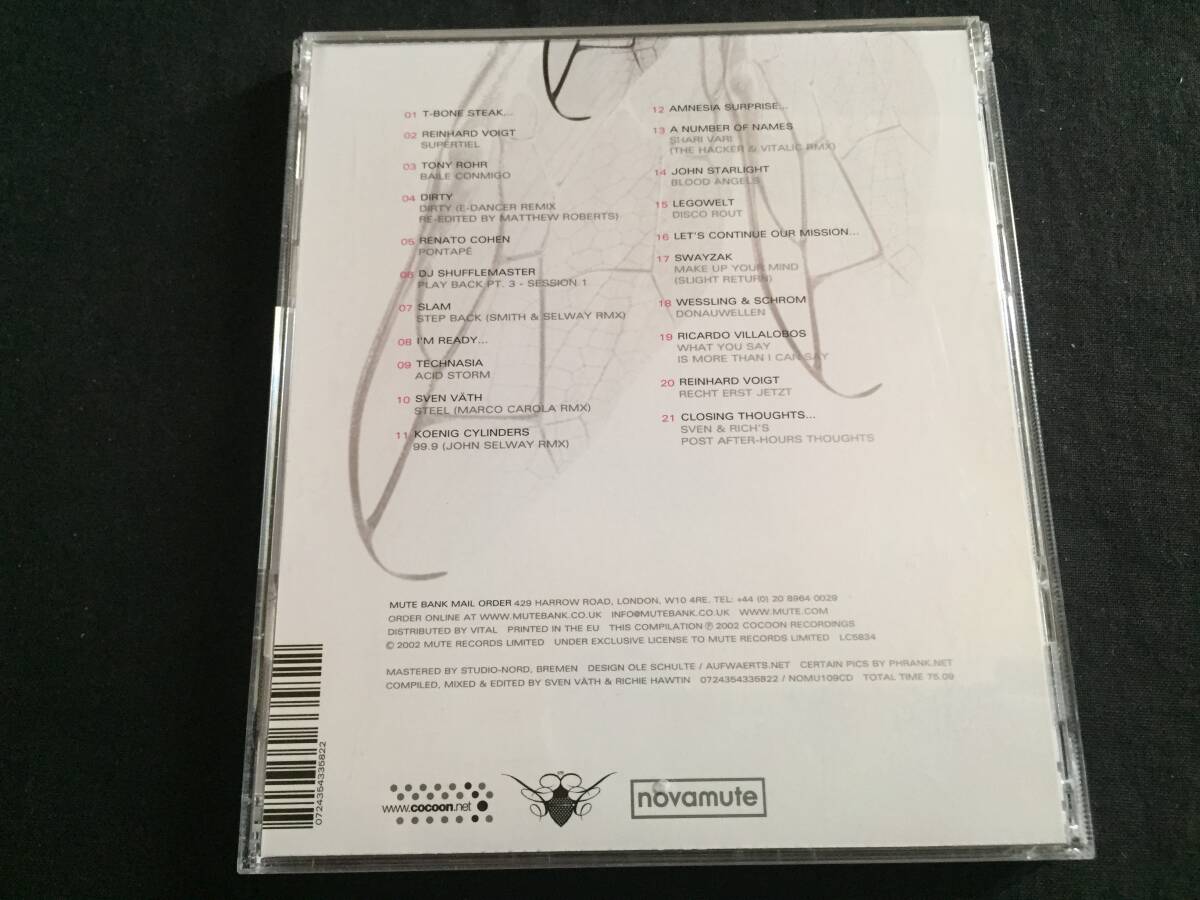 01 T-BONE STEAK...
02 REINHARD VOIGT
SUPERTIEL
03 TONY ROHR
BAILE CONMIGO
04 DIRTY
DIRTY (E-DANCER REMIX
RE-EDITED BY MATTHEW ROBERTS)
05 RENATO COHEN
PONTAPÉ
06 DJ SHUFFLEMASTER
PLAY BACK PT. 3 - SESSION 1
07 SLAM
STEP BACK (SMITH & SELWAY RMX)
08 I'M READY...
09 TECHNASIA
ACID STORM
10 SVEN VÄTH
STEEL (MARCO CAROLA RMX)
11 KOENIG CYLINDERS
99.9 (JOHN SELWAY RMX)
12 AMNESIA SURPRISE...
13 A NUMBER OF NAMES
SHARI VARI
(THE HACKER & VITALIC RMX)
14 JOHN STARLIGHT
BLOOD ANGELS
15 LEGOWELT
DISCO ROUT
16 LET'S CONTINUE OUR MISSION...
17 SWAYZAK
MAKE UP YOUR MIND
(SLIGHT RETURN)
18 WESSLING & SCHROM
DONAUWELLEN
19 RICARDO VILLALOBOS
WHAT YOU SAY
IS MORE THAN I CAN SAY
20 REINHARD VOIGT
RECHT ERST JETZT
21 CLOSING THOUGHTS...
SVEN & RICH'S
POST AFTER-HOURS THOUGHTS
MUTE BANK MAIL ORDER 429 HARROW ROAD, LONDON, W10 4RE. TEL: +44 (0) 20 8964 0029
ORDER ONLINE AT WWW.MUTEBANK.CO.UK INFO@MUTEBANK.CO.UK WWW.MUTE.COM
DISTRIBUTED BY VITAL PRINTED IN THE EU THIS COMPILATION ℗ 2002 COCOON RECORDINGS
© 2002 MUTE RECORDS LIMITED UNDER EXCLUSIVE LICENSE TO MUTE RECORDS LIMITED LC5834
MASTERED BY STUDIO-NORD, BREMEN DESIGN OLE SCHULTE / AUFWAERTS.NET CERTAIN PICS BY PHRANK.NET
COMPILED, MIXED & EDITED BY SVEN VÄTH & RICHIE HAWTIN 0724354335822 / NOMU109CD TOTAL TIME 75.09
0724354335822
www.cocoon.net
novamute